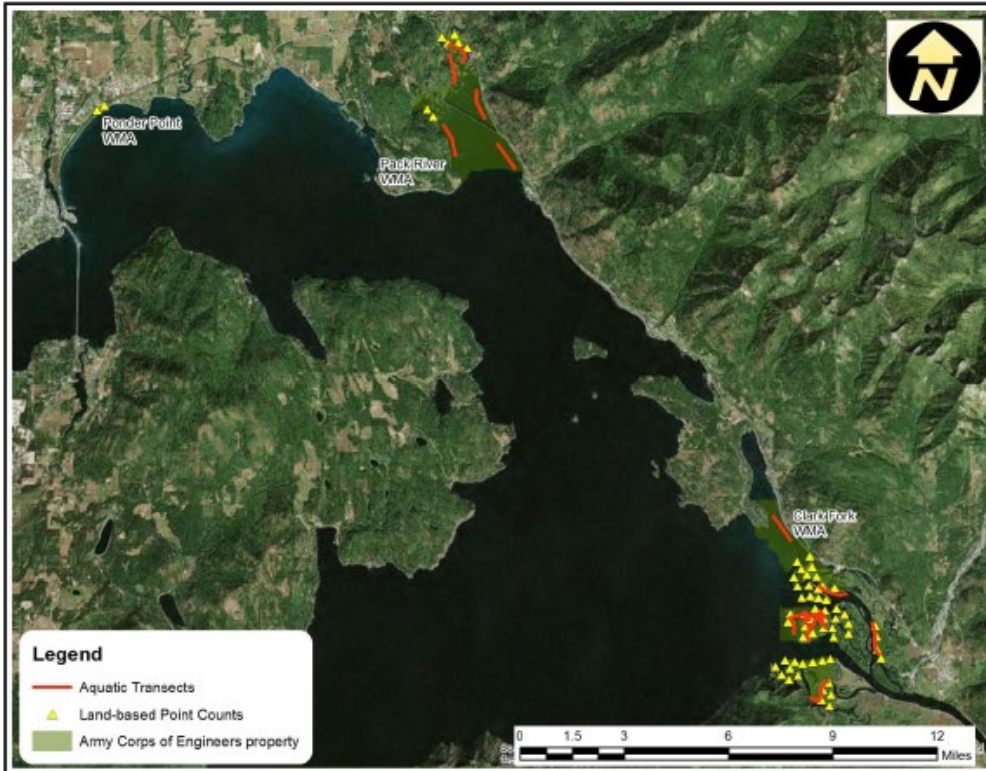 N
Ponder Point
WMA
Pack River
WMA
Clark Fork
WMA
Legend
Aquatic Transects
Land-based Point Counts
Army Corps of Engineers property
0 1.5 3 6 9 12
Miles